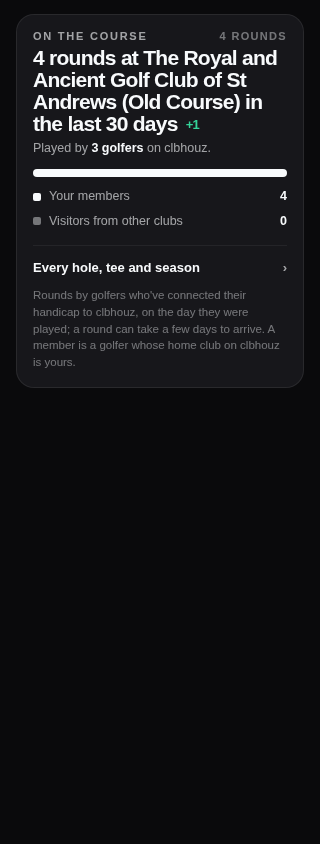 ON THE COURSE 4 ROUNDS
4 rounds at The Royal and
Ancient Golf Club of St
Andrews (Old Course) in
the last 30 days +1
Played by 3 golfers on clbhouz.
Your members 4
Visitors from other clubs 0
Every hole, tee and season ›
Rounds by golfers who've connected their
handicap to clbhouz, on the day they were
played; a round can take a few days to arrive. A
member is a golfer whose home club on clbhouz
is yours.